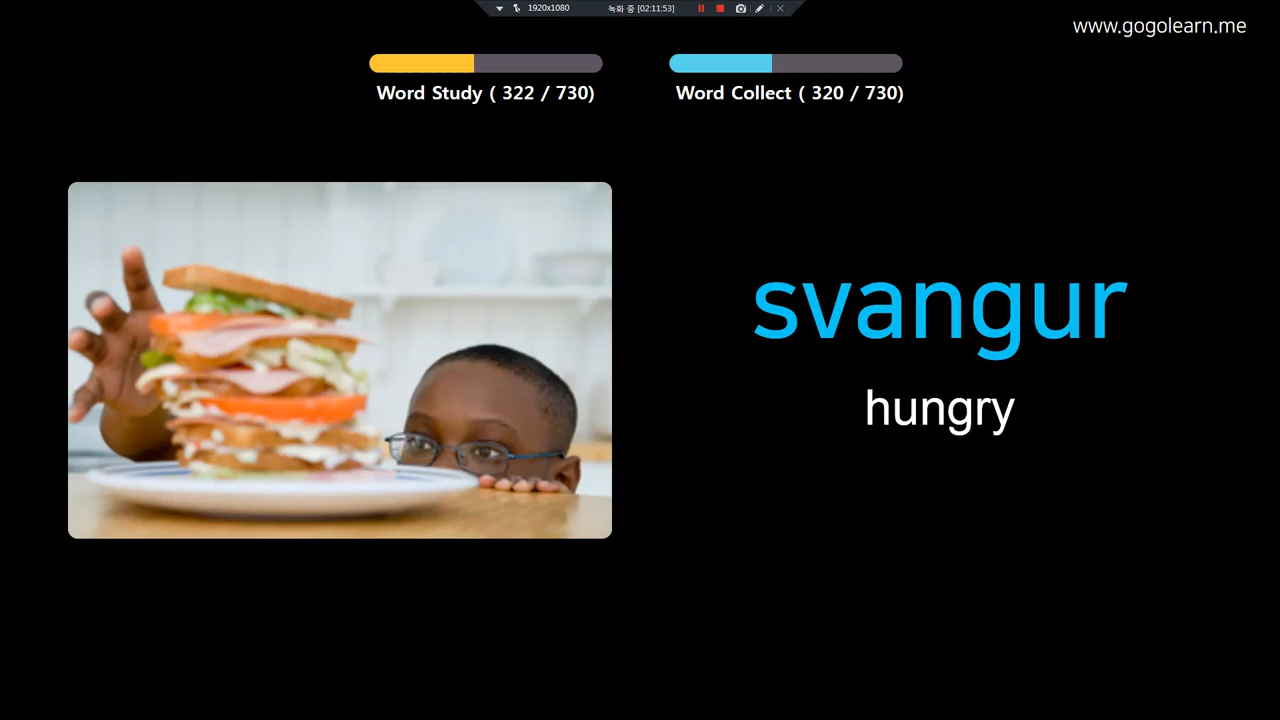 1920x1080 녹화 중 [02:11:53]
www.gogolearn.me
Word Study ( 322 / 730)
Word Collect ( 320 / 730)
svangur
hungry